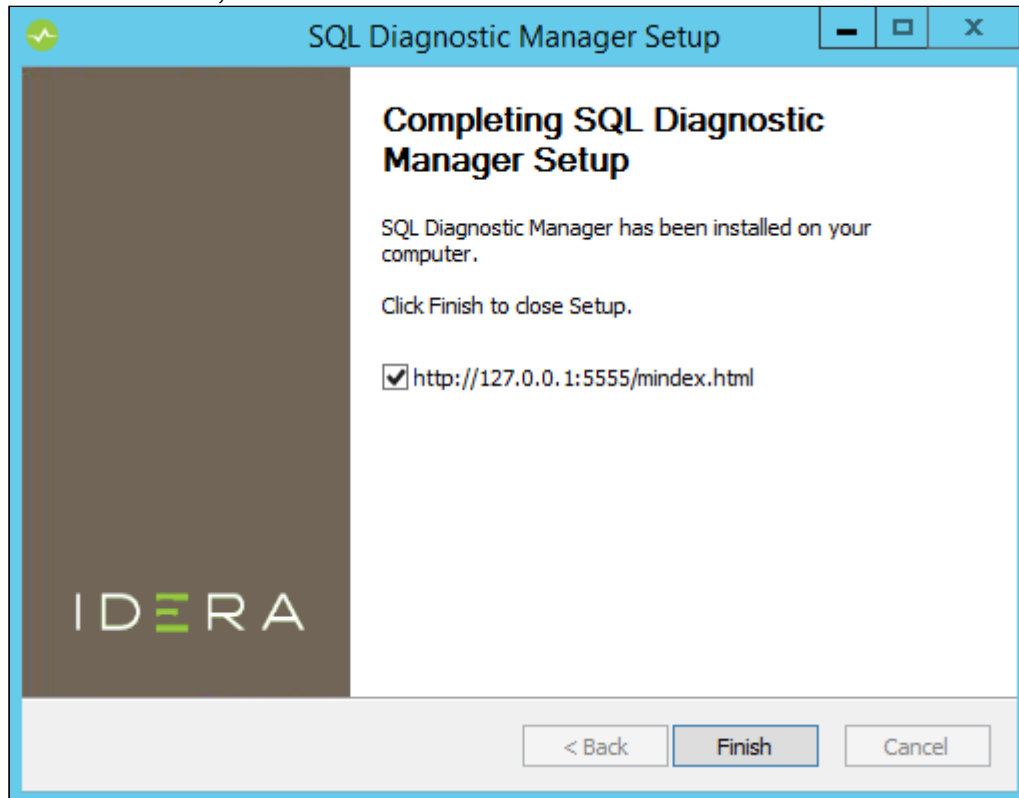 SQL Diagnostic Manager Setup
x
Completing SQL Diagnostic
Manager Setup
SQL Diagnostic Manager has been installed on your
computer.
Click Finish to close Setup.
http://127.0.0.1:5555/mindex.html
IDERA
< Back Finish Cancel